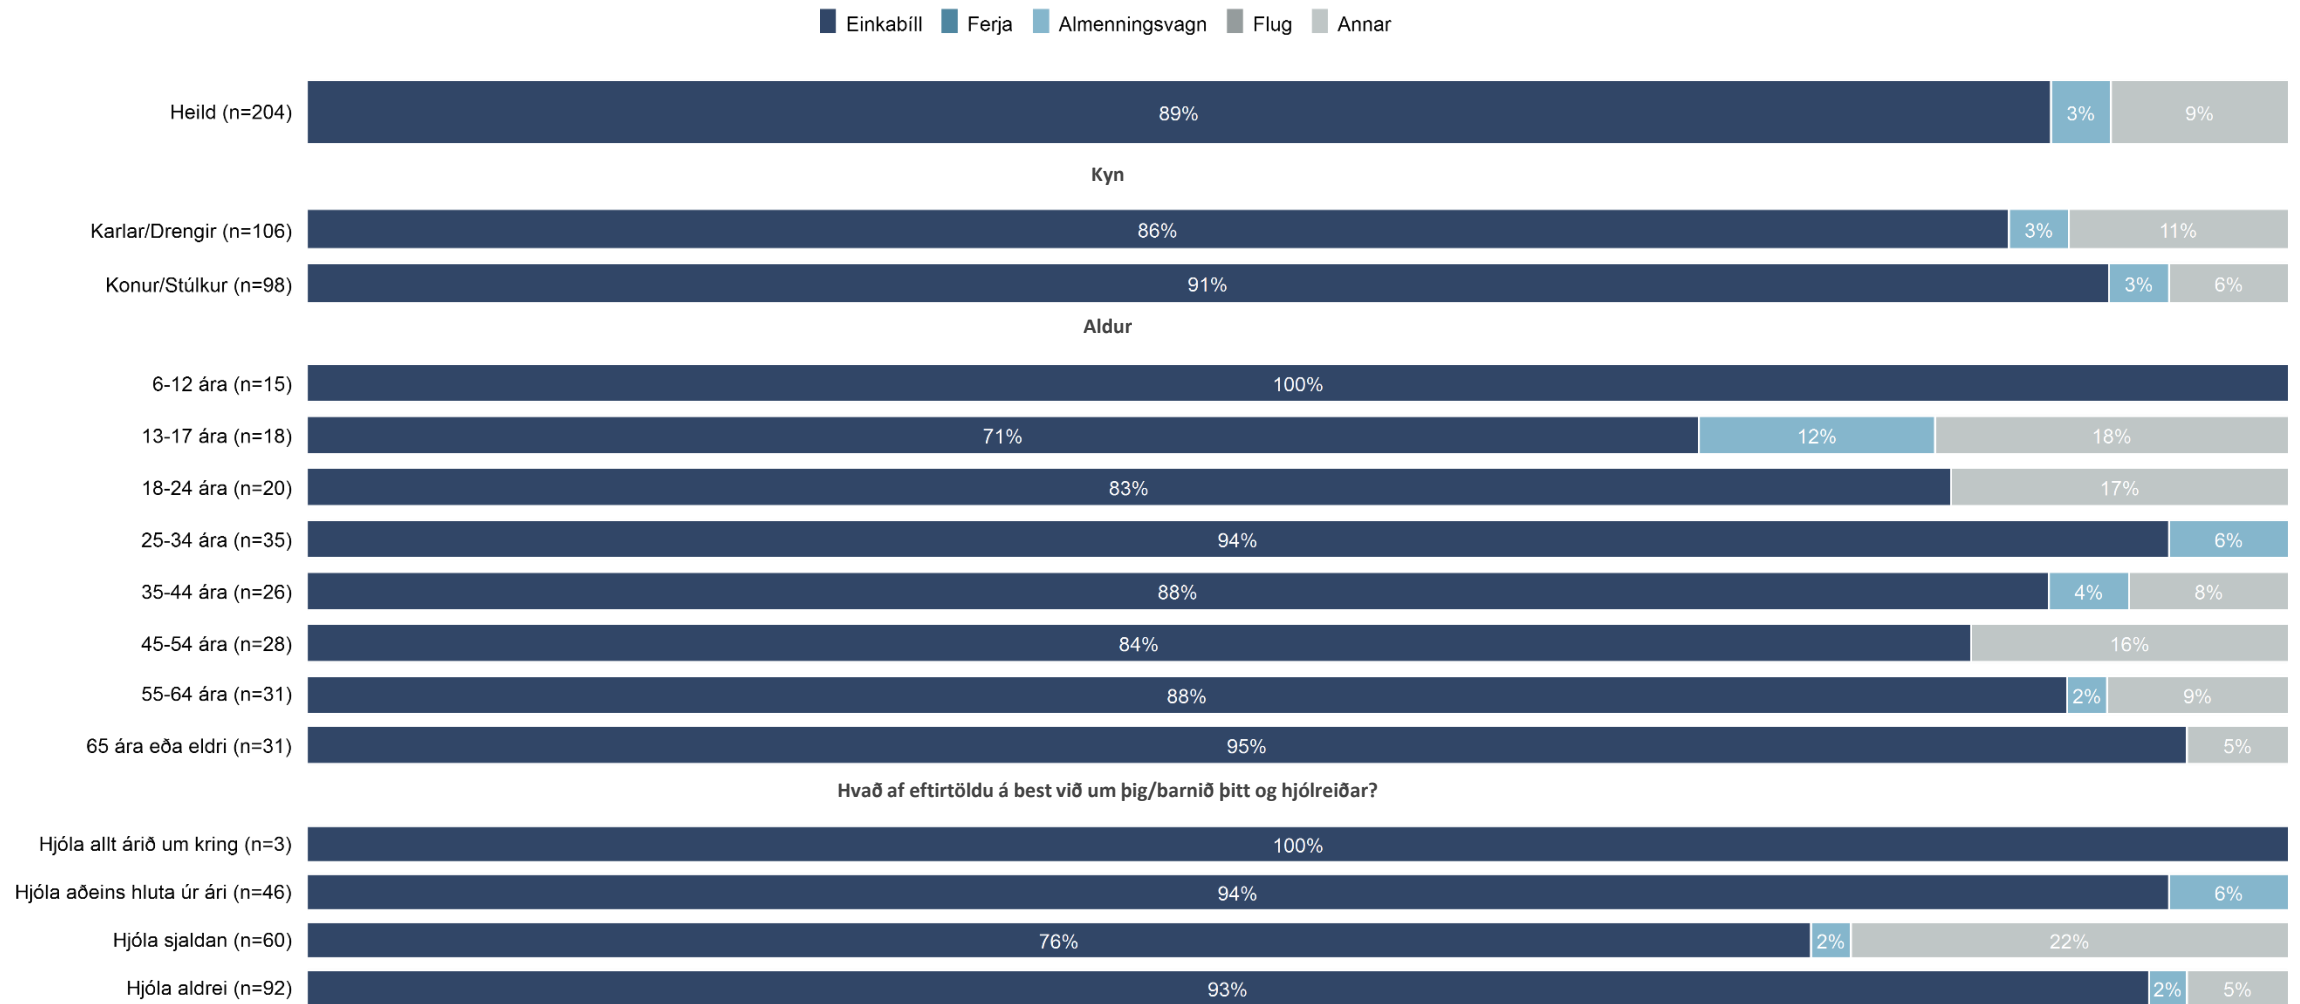 Einkabíll Ferja Almenningsvagn Flug Annar
Heild (n=204) 89% 3% 9%
Kyn
Karlar/Drengir (n=106) 86% 3% 11%
Konur/Stúlkur (n=98) 91% 3% 6%
Aldur
6-12 ára (n=15) 100%
13-17 ára (n=18) 71% 12% 18%
18-24 ára (n=20) 83% 17%
25-34 ára (n=35) 94% 6%
35-44 ára (n=26) 88% 4% 8%
45-54 ára (n=28) 84% 16%
55-64 ára (n=31) 88% 2% 9%
65 ára eða eldri (n=31) 95% 5%
Hvað af eftirtöldu á best við um þig/barnið þitt og hjólreiðar?
Hjóla allt árið um kring (n=3) 100%
Hjóla aðeins hluta úr ári (n=46) 94% 6%
Hjóla sjaldan (n=60) 76% 2% 22%
Hjóla aldrei (n=92) 93% 2% 5%